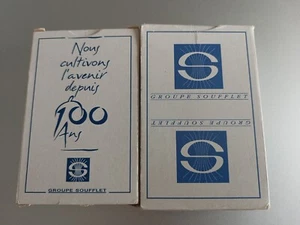 Nous
cultivons
l'avenir
depuis
100
Ans
S
GROUPE SOUFFLET
S
GROUPE SOUFFLET
GROUPE SOUFFLET
S